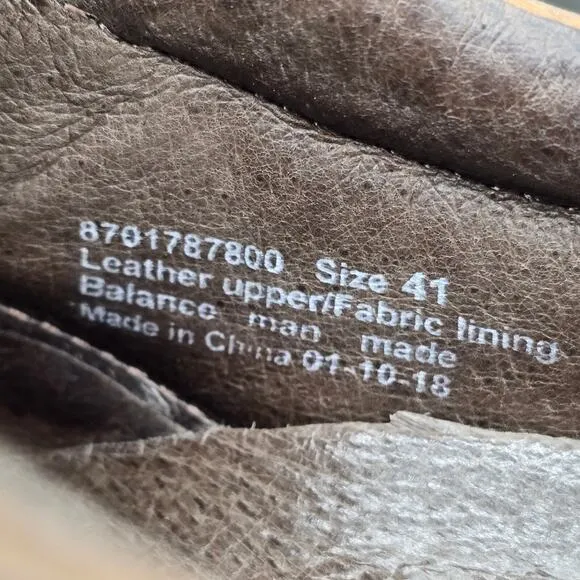 8701787800 Size 41
Leather upper/Fabric lining
Balance man made
Made in China 01-10-18